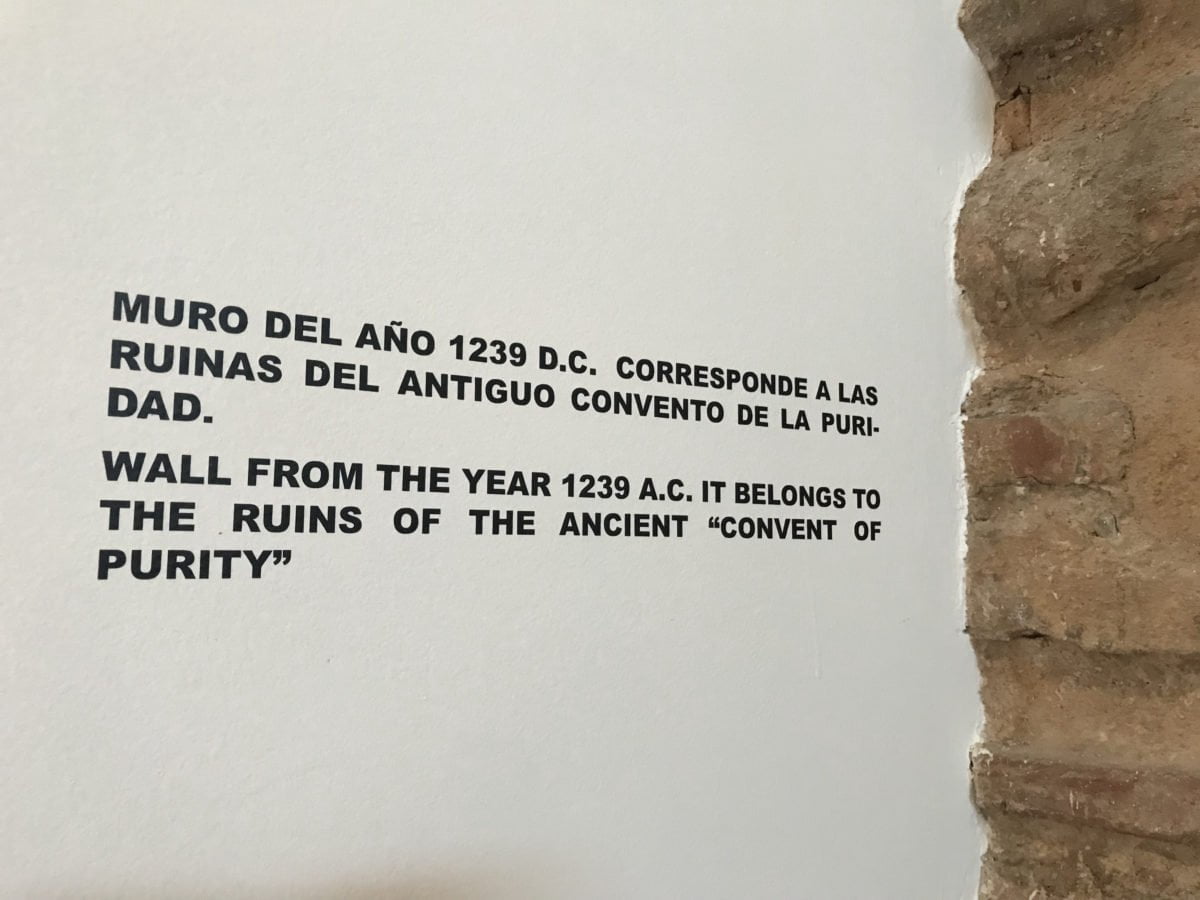 MURO DEL AÑO 1239 D.C. CORRESPONDE A LAS
RUINAS DEL ANTIGUO CONVENTO DE LA PURI-
DAD.
WALL FROM THE YEAR 1239 A.C. IT BELONGS TO
THE RUINS OF THE ANCIENT “CONVENT OF
PURITY”